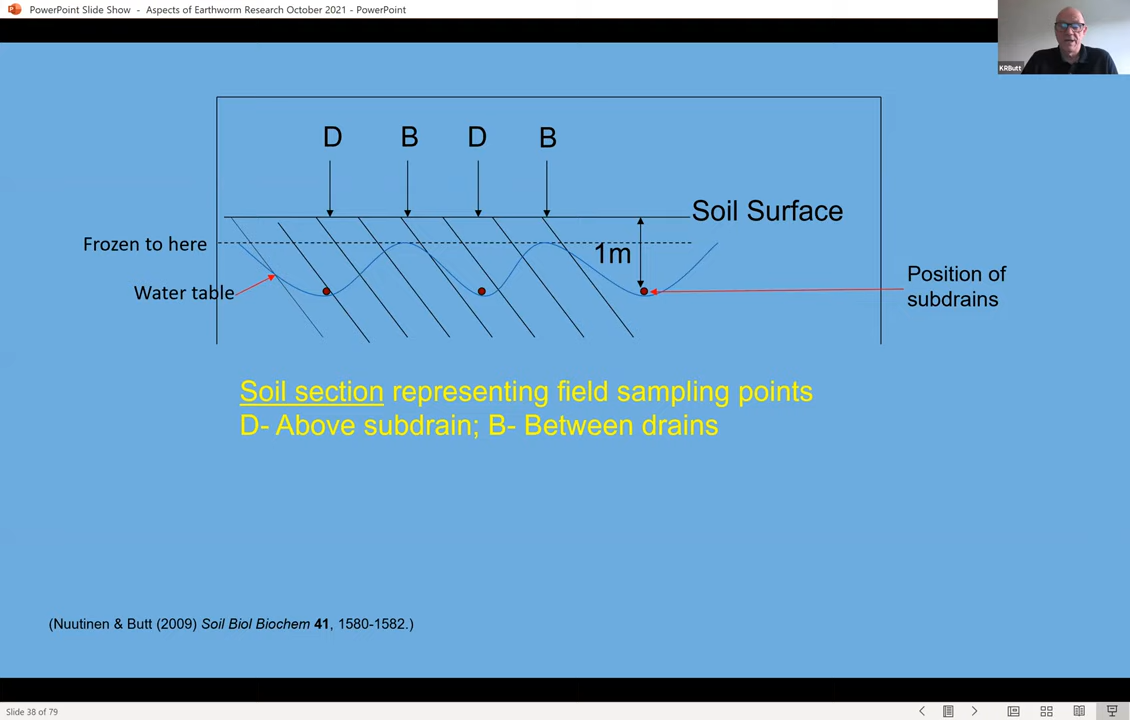 PowerPoint Slide Show - Aspects of Earthworm Research October 2021 - PowerPoint
KRButt
D B D B
Soil Surface
Frozen to here
1m
Water table
Position of
subdrains
Soil section representing field sampling points
D- Above subdrain; B- Between drains
(Nuutinen & Butt (2009) Soil Biol Biochem 41, 1580-1582.)
Slide 38 of 79